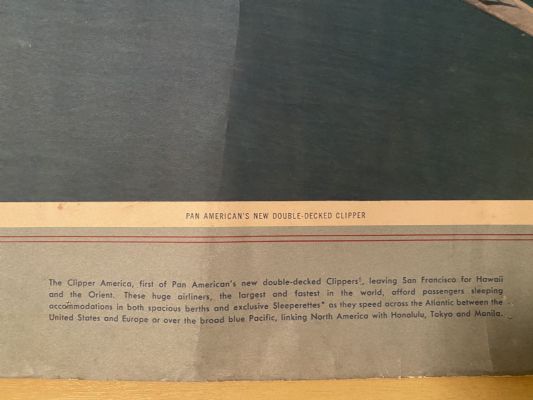 PAN AMERICAN'S NEW DOUBLE-DECKED CLIPPER
The Clipper America, first of Pan American's new double-decked Clippers†, leaving San Francisco for Hawaii
and the Orient. These huge airliners, the largest and fastest in the world, afford passengers sleeping
accommodations in both spacious berths and exclusive Sleeperettes* as they speed across the Atlantic between the
United States and Europe or over the broad blue Pacific, linking North America with Honolulu, Tokyo and Manila.